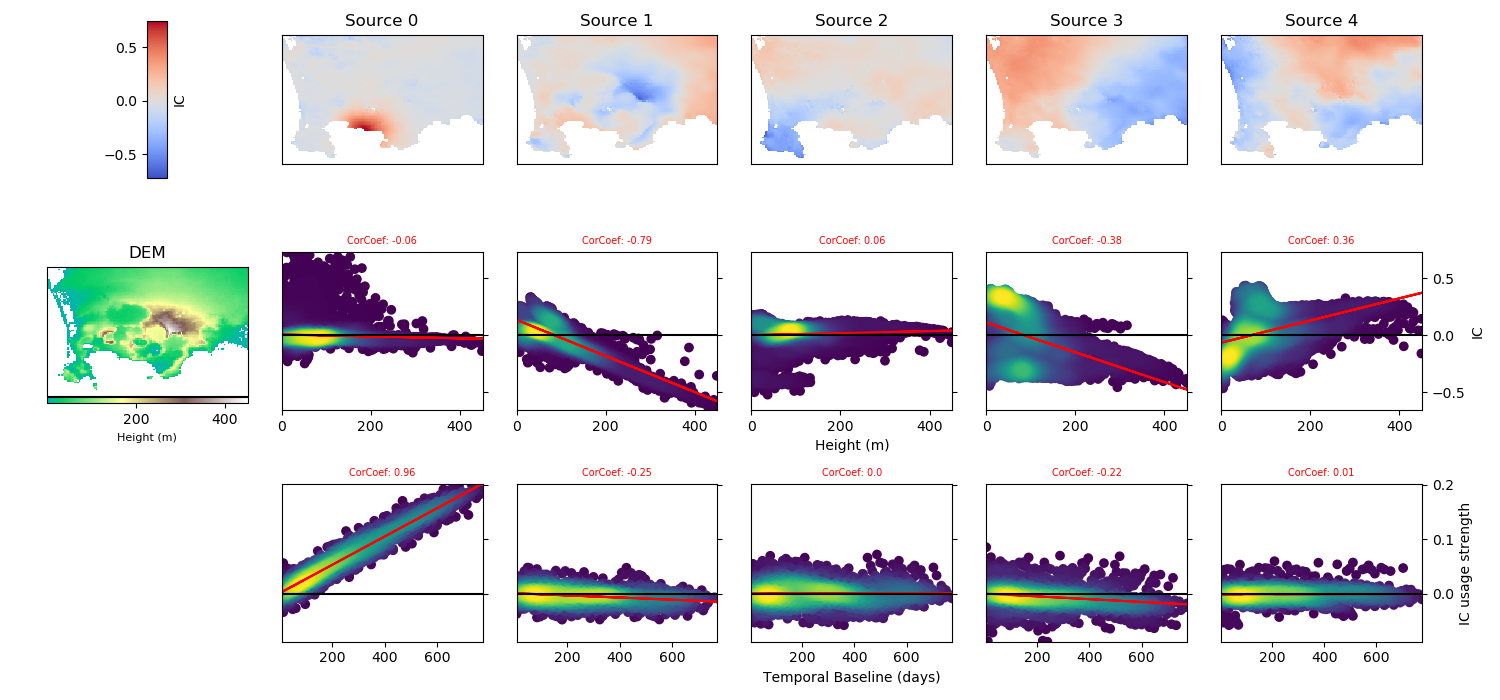 Source 0 Source 1 Source 2 Source 3 Source 4
0.5
0.0
−0.5
IC
DEM
200 400
Height (m)
CorCoef: -0.06 CorCoef: -0.79 CorCoef: 0.06 CorCoef: -0.38 CorCoef: 0.36
0.5
0.0
−0.5
IC
0 200 400 0 200 400 0 200 400 0 200 400 0 200 400
Height (m)
CorCoef: 0.96 CorCoef: -0.25 CorCoef: 0.0 CorCoef: -0.22 CorCoef: 0.01
0.2
0.1
0.0
IC usage strength
200 400 600 200 400 600 200 400 600 200 400 600 200 400 600
Temporal Baseline (days)